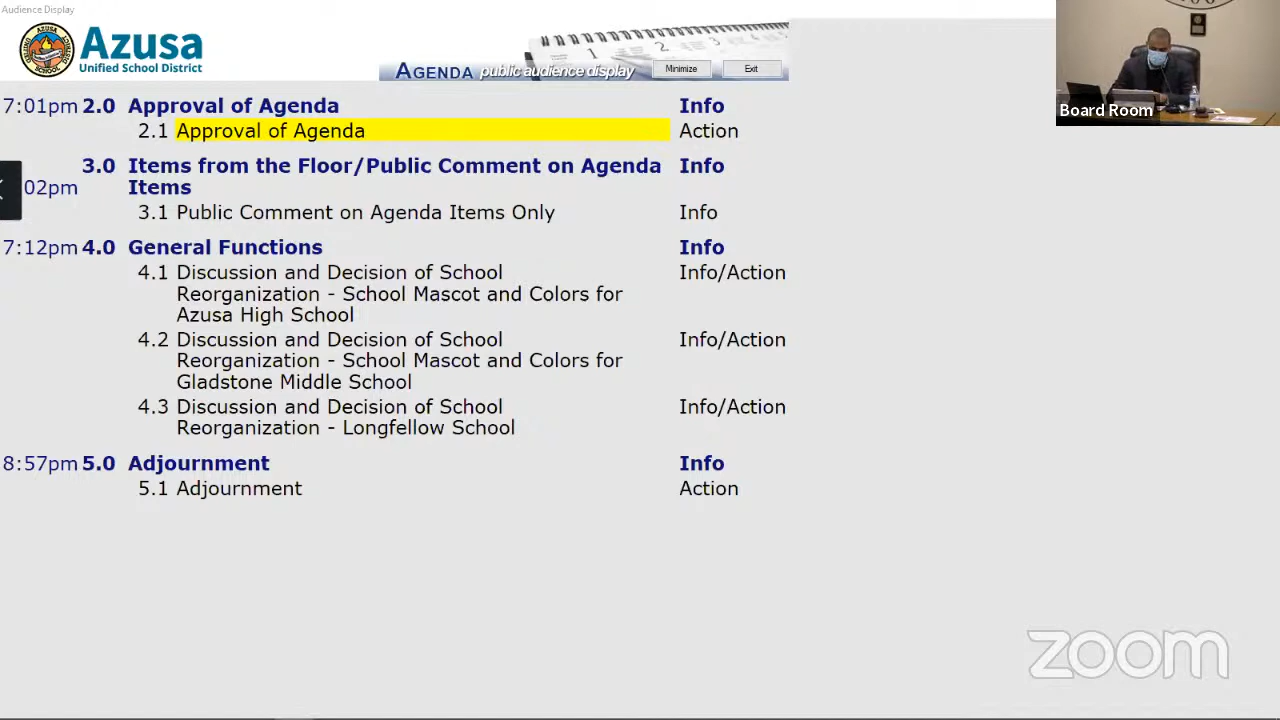 Audience Display
Azusa
Unified School District
AGENDA public audience display
Minimize
Exit
1 2 3
Board Room
7:01pm 2.0 Approval of Agenda Info
2.1 Approval of Agenda Action
3.0 Items from the Floor/Public Comment on Agenda Info
02pm Items
3.1 Public Comment on Agenda Items Only Info
7:12pm 4.0 General Functions Info
4.1 Discussion and Decision of School Info/Action
Reorganization - School Mascot and Colors for
Azusa High School
4.2 Discussion and Decision of School Info/Action
Reorganization - School Mascot and Colors for
Gladstone Middle School
4.3 Discussion and Decision of School Info/Action
Reorganization - Longfellow School
8:57pm 5.0 Adjournment Info
5.1 Adjournment Action
zoom